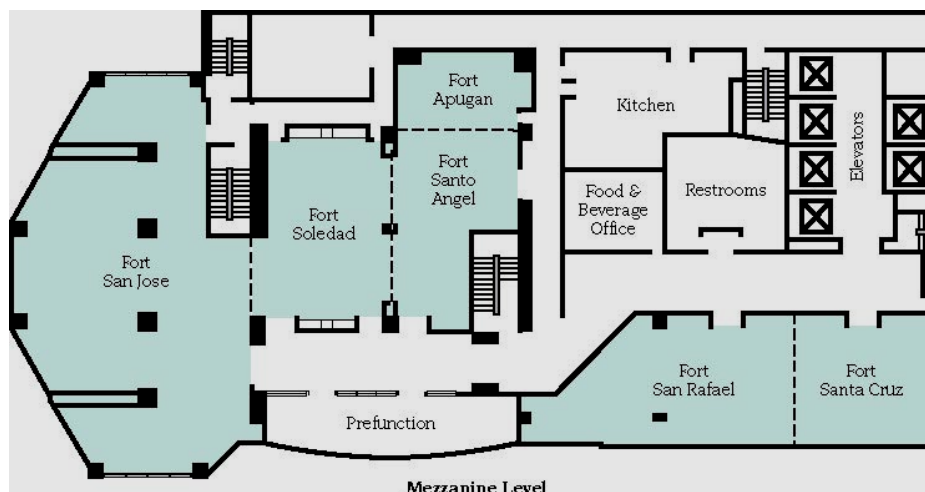 Fort
Apugan
Kitchen
Elevators
Fort
Santo
Angel
Food &
Beverage
Office
Restrooms
Fort
Soledad
Fort
San Jose
Fort
San Rafael
Fort
Santa Cruz
Prefunction
Mezzanine Level